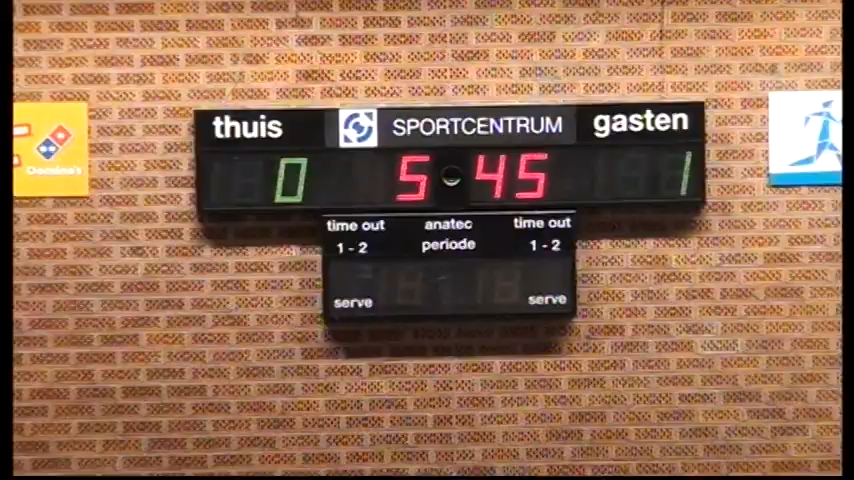 thuis SPORTCENTRUM gasten
0 5 45 1
Domino's
time out anatec time out
1 - 2 periode 1 - 2
serve serve